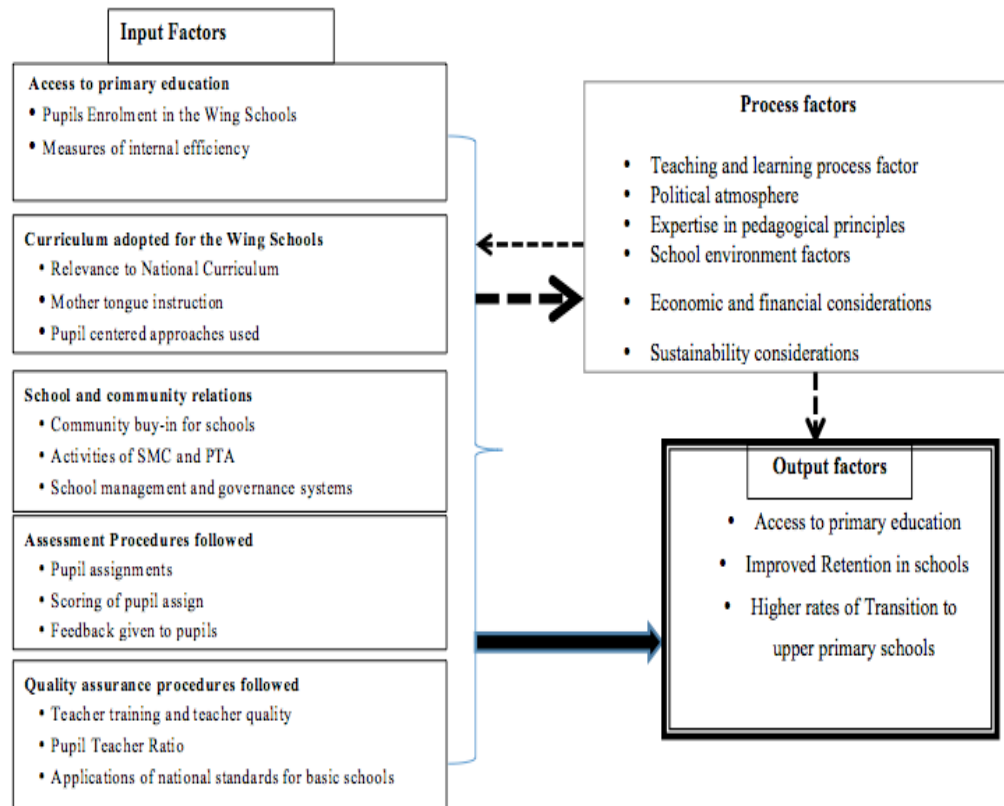 Input Factors
Access to primary education
• Pupils Enrolment in the Wing Schools
• Measures of internal efficiency
Curriculum adopted for the Wing Schools
• Relevance to National Curriculum
• Mother tongue instruction
• Pupil centered approaches used
School and community relations
• Community buy-in for schools
• Activities of SMC and PTA
• School management and governance systems
Assessment Procedures followed
• Pupil assignments
• Scoring of pupil assign
• Feedback given to pupils
Quality assurance procedures followed
• Teacher training and teacher quality
• Pupil Teacher Ratio
• Applications of national standards for basic schools
Process factors
• Teaching and learning process factor
• Political atmosphere
• Expertise in pedagogical principles
• School environment factors
• Economic and financial considerations
• Sustainability considerations
Output factors
• Access to primary education
• Improved Retention in schools
• Higher rates of Transition to
upper primary schools